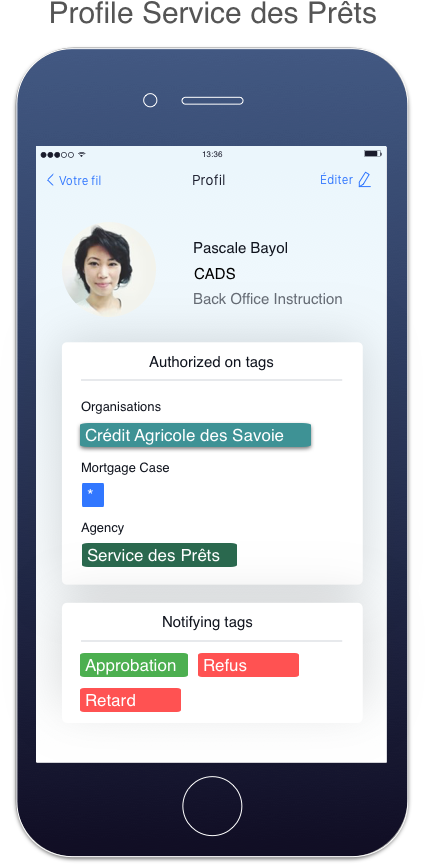 Profile Service des Prêts
13:36
Votre fil
Profil
Éditer
Pascale Bayol
CADS
Back Office Instruction
Authorized on tags
Organisations
Crédit Agricole des Savoie
Mortgage Case
*
Agency
Service des Prêts
Notifying tags
Approbation Refus
Retard